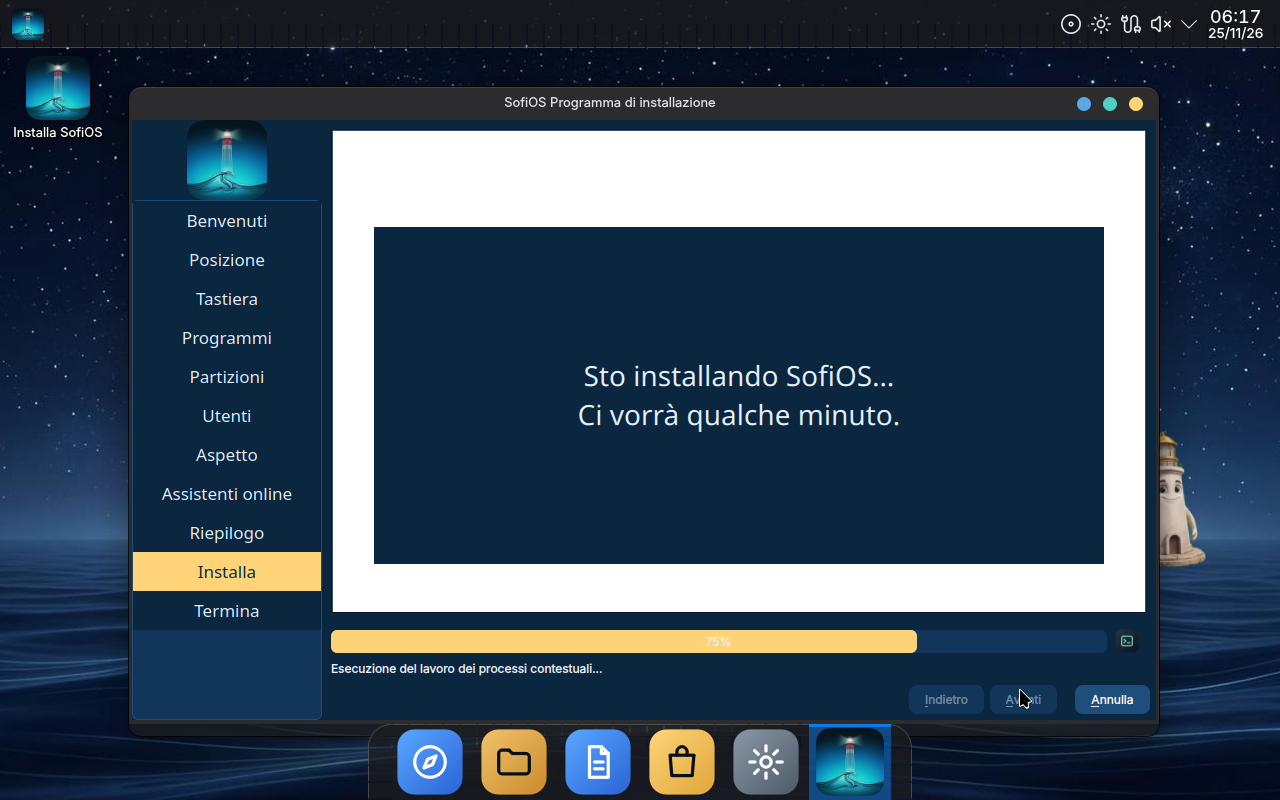 06:17
25/11/26
Installa SofiOS
SofiOS Programma di installazione
Benvenuti
Posizione
Tastiera
Programmi
Partizioni
Utenti
Aspetto
Assistenti online
Riepilogo
Installa
Termina
Sto installando SofiOS...
Ci vorrà qualche minuto.
75%
Esecuzione del lavoro dei processi contestuali...
Indietro
Annulla